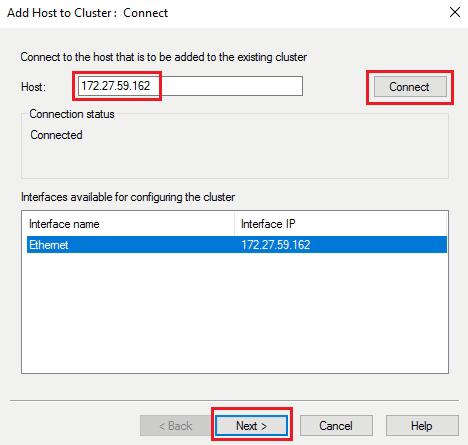 Add Host to Cluster : Connect
Connect to the host that is to be added to the existing cluster
Host: 172.27.59.162 Connect
Connection status
Connected
Interfaces available for configuring the cluster
Interface name Interface IP
Ethernet 172.27.59.162
< Back Next > Cancel Help